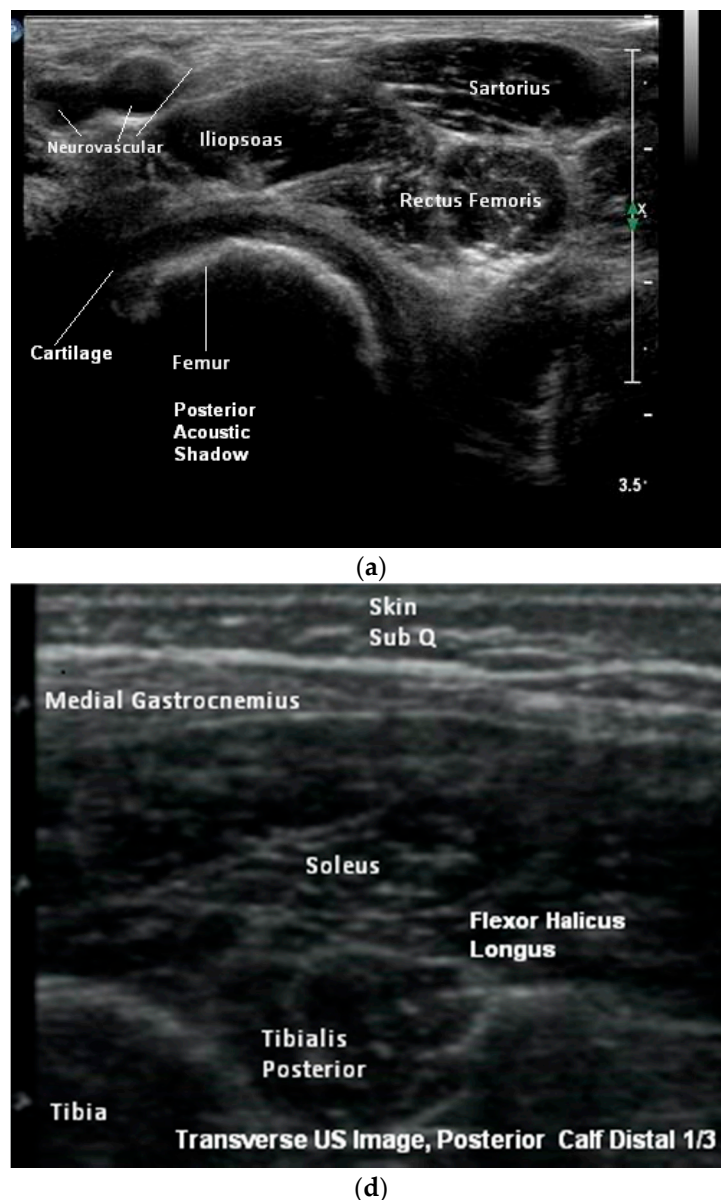 Sartorius
Iliopsoas
Neurovascular
Rectus Femoris
X
Cartilage
Femur
Posterior
Acoustic
Shadow
3.5
(a)
Skin
Sub Q
Medial Gastrocnemius
Soleus
Flexor Halicus
Longus
Tibialis
Posterior
Tibia
Transverse US Image, Posterior Calf Distal 1/3
(d)